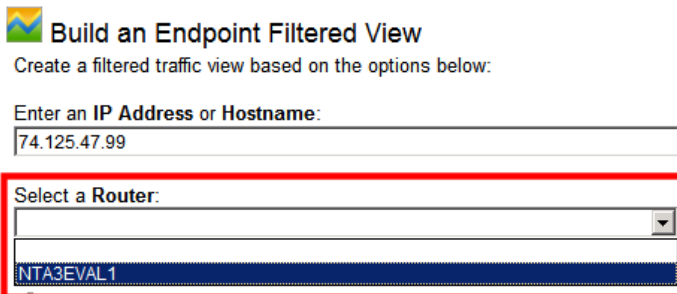 Build an Endpoint Filtered View
Create a filtered traffic view based on the options below:
Enter an IP Address or Hostname:
74.125.47.99
Select a Router:
NTA3EVAL1